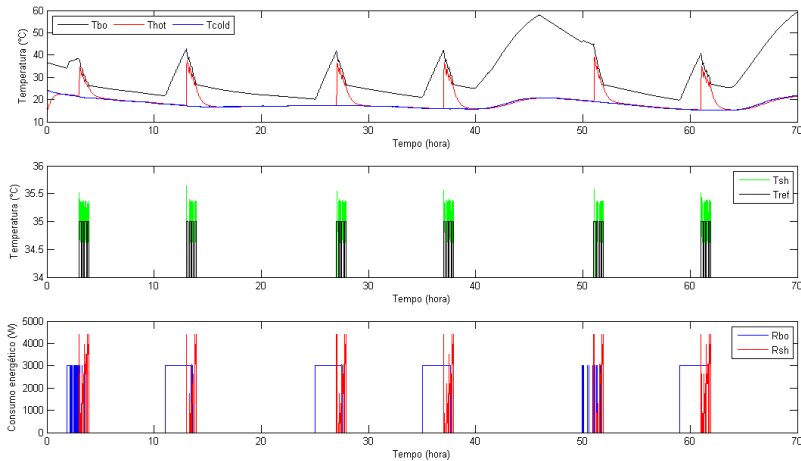 60
50
40
30
20
10
Temperatura (ºC)
Tbo Thot Tcold
0 10 20 30 40 50 60 70
Tempo (hora)
36
35.5
35
34.5
34
Temperatura (ºC)
Tsh
Tref
0 10 20 30 40 50 60 70
Tempo (hora)
5000
4000
3000
2000
1000
0
Consumo energético (W)
Rbo
Rsh
0 10 20 30 40 50 60 70
Tempo (hora)